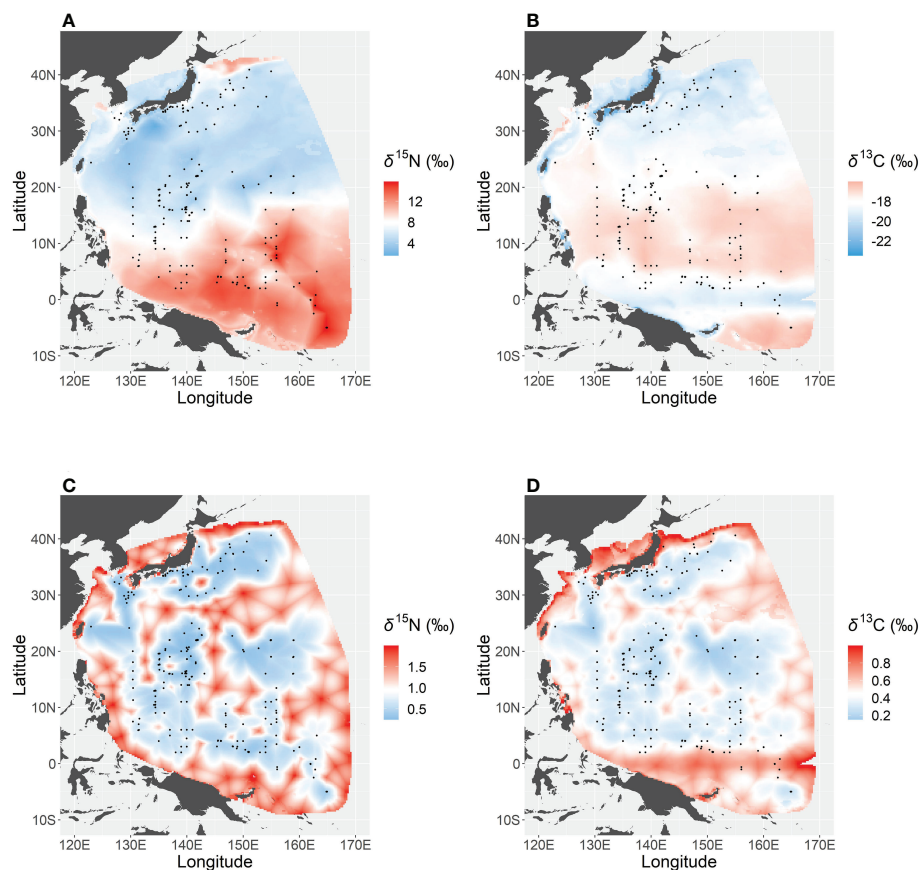 A
40N
30N
20N
10N
0
10S
Latitude
120E 130E 140E 150E 160E 170E
Longitude
δ15N (‰)
12
8
4
B
40N
30N
20N
10N
0
10S
Latitude
120E 130E 140E 150E 160E 170E
Longitude
δ13C (‰)
-18
-20
-22
C
40N
30N
20N
10N
0
10S
Latitude
120E 130E 140E 150E 160E 170E
Longitude
δ15N (‰)
1.5
1.0
0.5
D
40N
30N
20N
10N
0
10S
Latitude
120E 130E 140E 150E 160E 170E
Longitude
δ13C (‰)
0.8
0.6
0.4
0.2